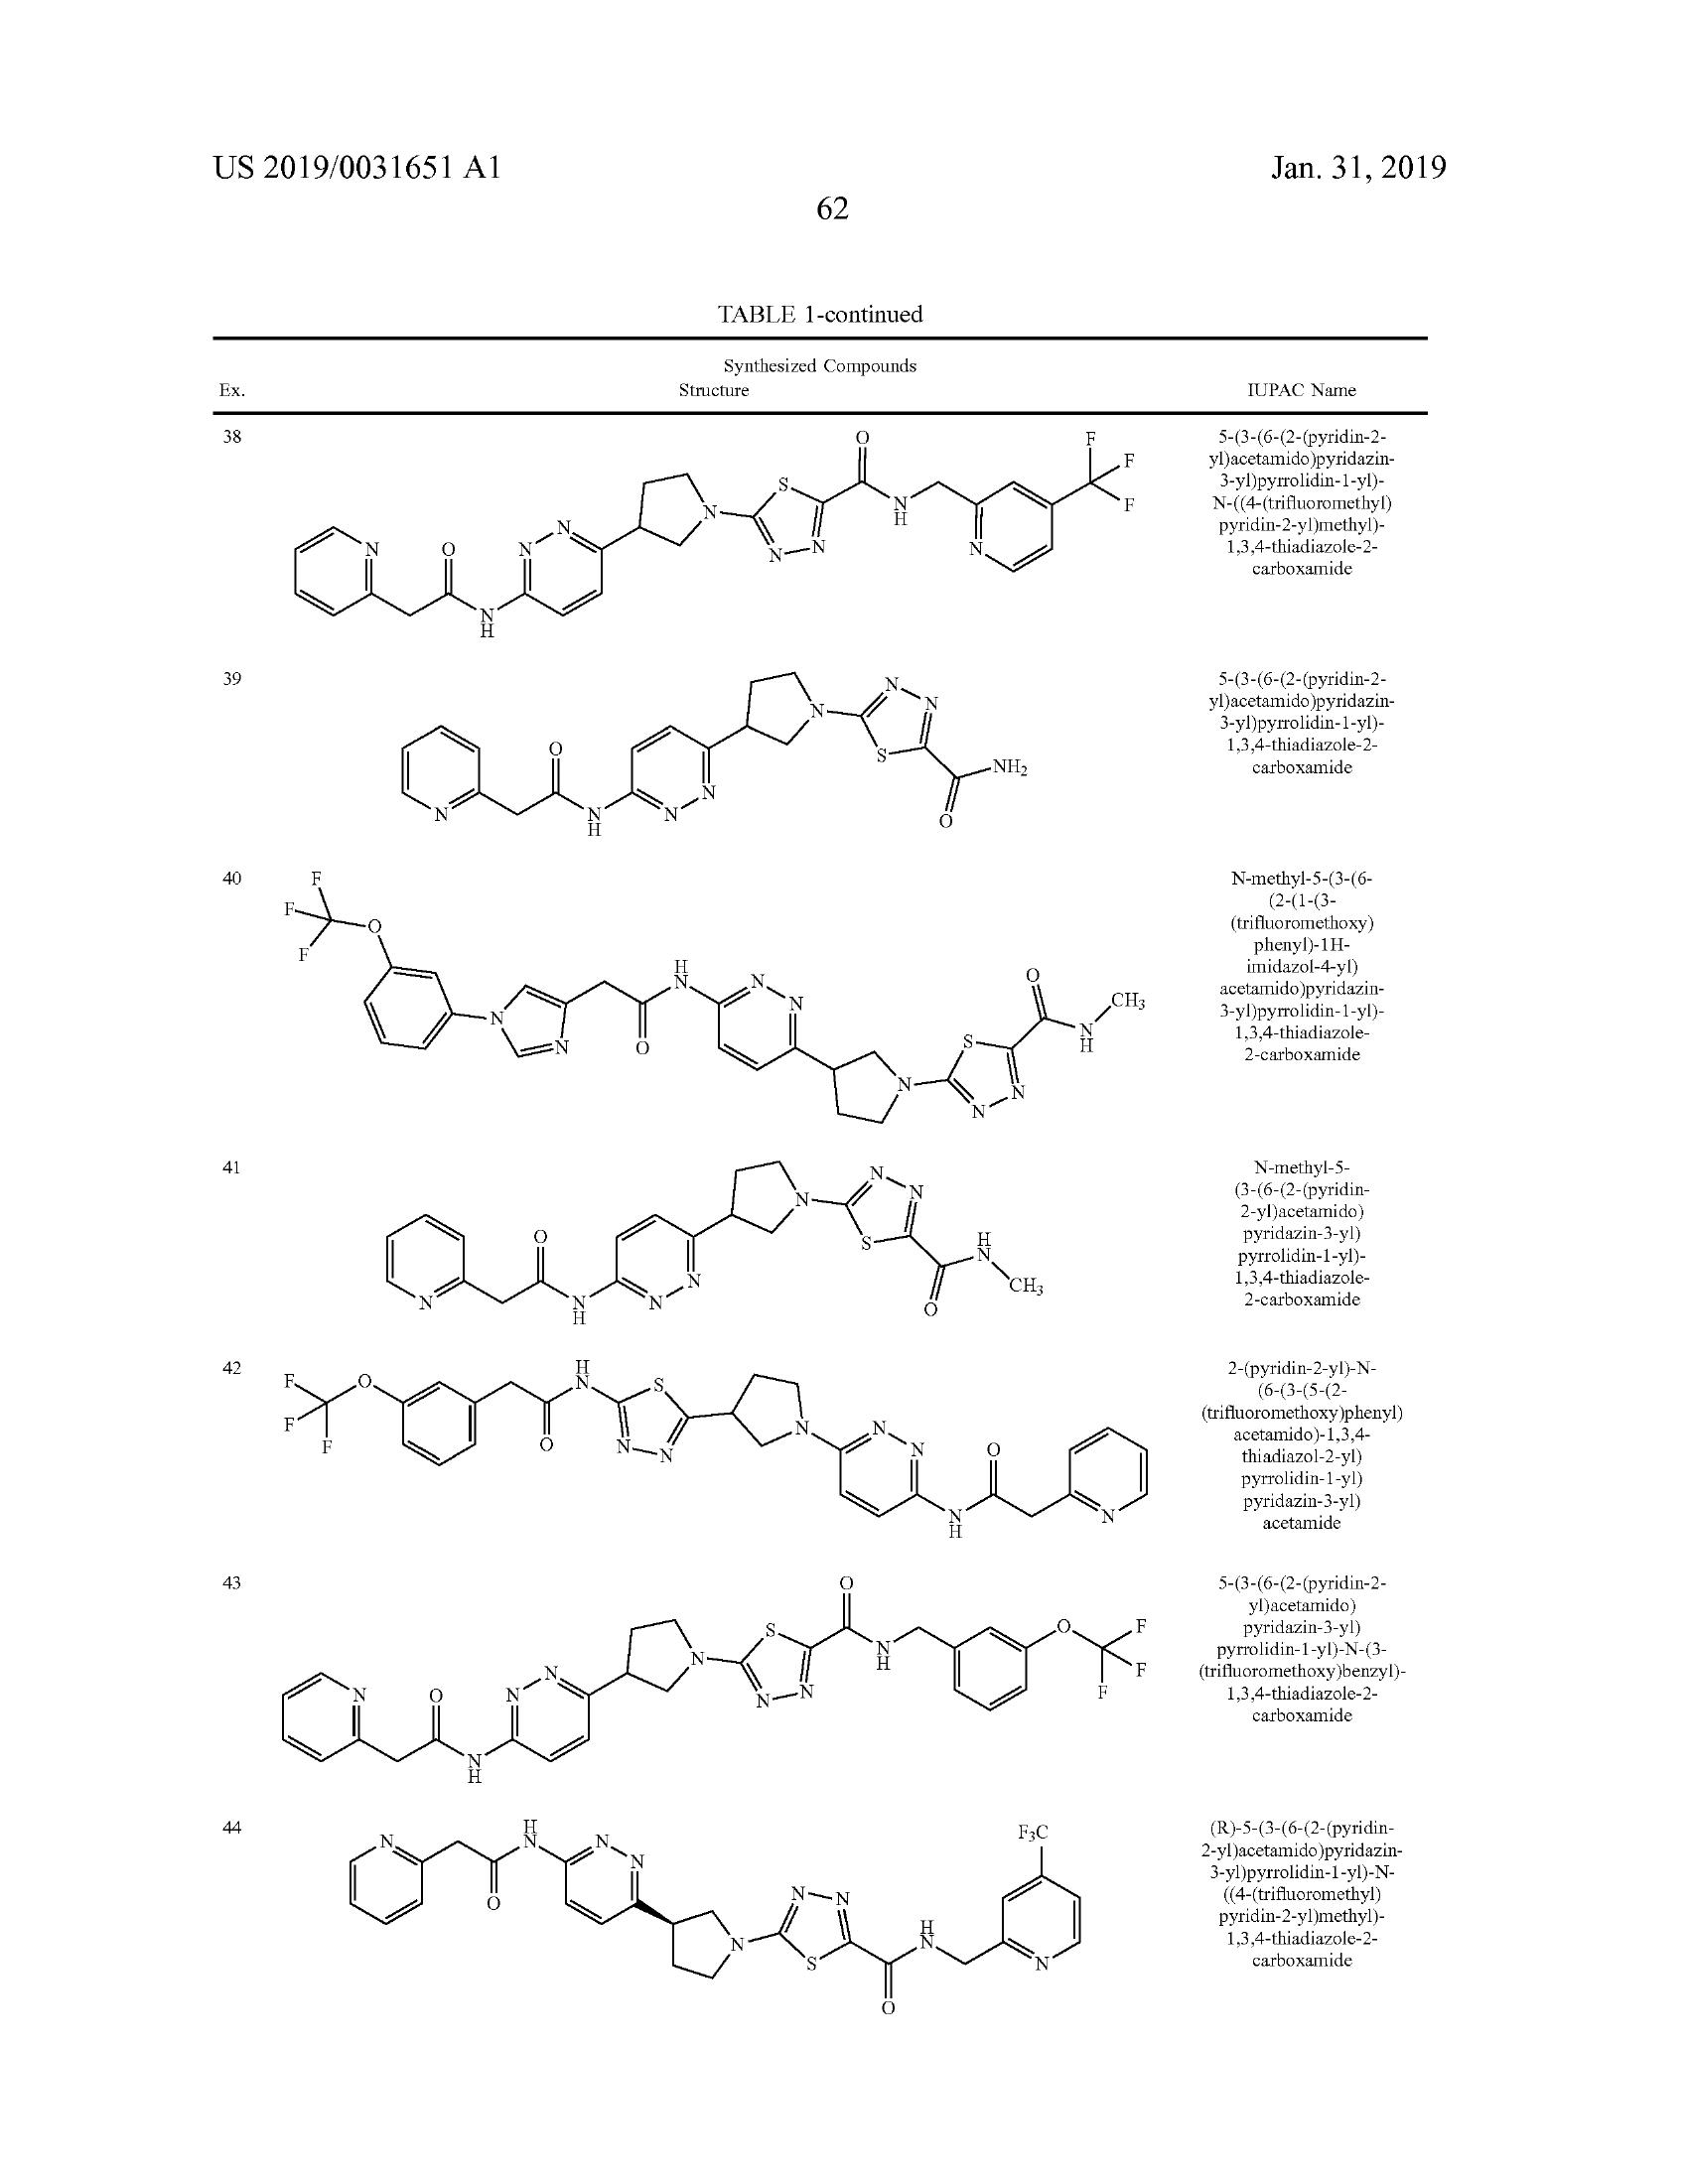 US 2019/0031651 A1
Jan. 31, 2019
62
TABLE 1-continued
Synthesized Compounds
Ex.
Structure
IUPAC Name
38
O
F
F
F
S
N
N
N
N
H
N
N
N
N
O
N
H
5-(3-(6-(2-(pyridin-2-
yl)acetamido)pyridazin-
3-yl)pyrrolidin-1-yl)-
N-((4-(trifluoromethyl)
pyridin-2-yl)methyl)-
1,3,4-thiadiazole-2-
carboxamide
39
N
N
N
S
NH2
O
O
N
N
N
N
H
5-(3-(6-(2-(pyridin-2-
yl)acetamido)pyridazin-
3-yl)pyrrolidin-1-yl)-
1,3,4-thiadiazole-2-
carboxamide
40
F
F
F
O
N
N
H
N
O
N
N
N
S
N
N
O
N
H
CH3
N-methyl-5-(3-(6-
(2-(1-(3-
(trifluoromethoxy)
phenyl)-1H-
imidazol-4-yl)
acetamido)pyridazin-
3-yl)pyrrolidin-1-yl)-
1,3,4-thiadiazole-
2-carboxamide
41
N
N
N
S
H
N
CH3
O
O
N
N
H
N
N
N-methyl-5-
(3-(6-(2-(pyridin-
2-yl)acetamido)
pyridazin-3-yl)
pyrrolidin-1-yl)-
1,3,4-thiadiazole-
2-carboxamide
42
F
F
F
O
H
N
O
S
N
N
N
N
N
N
H
O
N
2-(pyridin-2-yl)-N-
(6-(3-(5-(2-
(trifluoromethoxy)phenyl)
acetamido)-1,3,4-
thiadiazol-2-yl)
pyrrolidin-1-yl)
pyridazin-3-yl)
acetamide
43
O
S
N
N
N
N
H
O
F
F
F
N
O
N
N
N
H
5-(3-(6-(2-(pyridin-2-
yl)acetamido)
pyridazin-3-yl)
pyrrolidin-1-yl)-N-(3-
(trifluoromethoxy)benzyl)-
1,3,4-thiadiazole-2-
carboxamide
44
N
H
N
O
N
N
N
N
N
S
H
N
O
F3C
N
(R)-5-(3-(6-(2-(pyridin-
2-yl)acetamido)pyridazin-
3-yl)pyrrolidin-1-yl)-N-
((4-(trifluoromethyl)
pyridin-2-yl)methyl)-
1,3,4-thiadiazole-2-
carboxamide